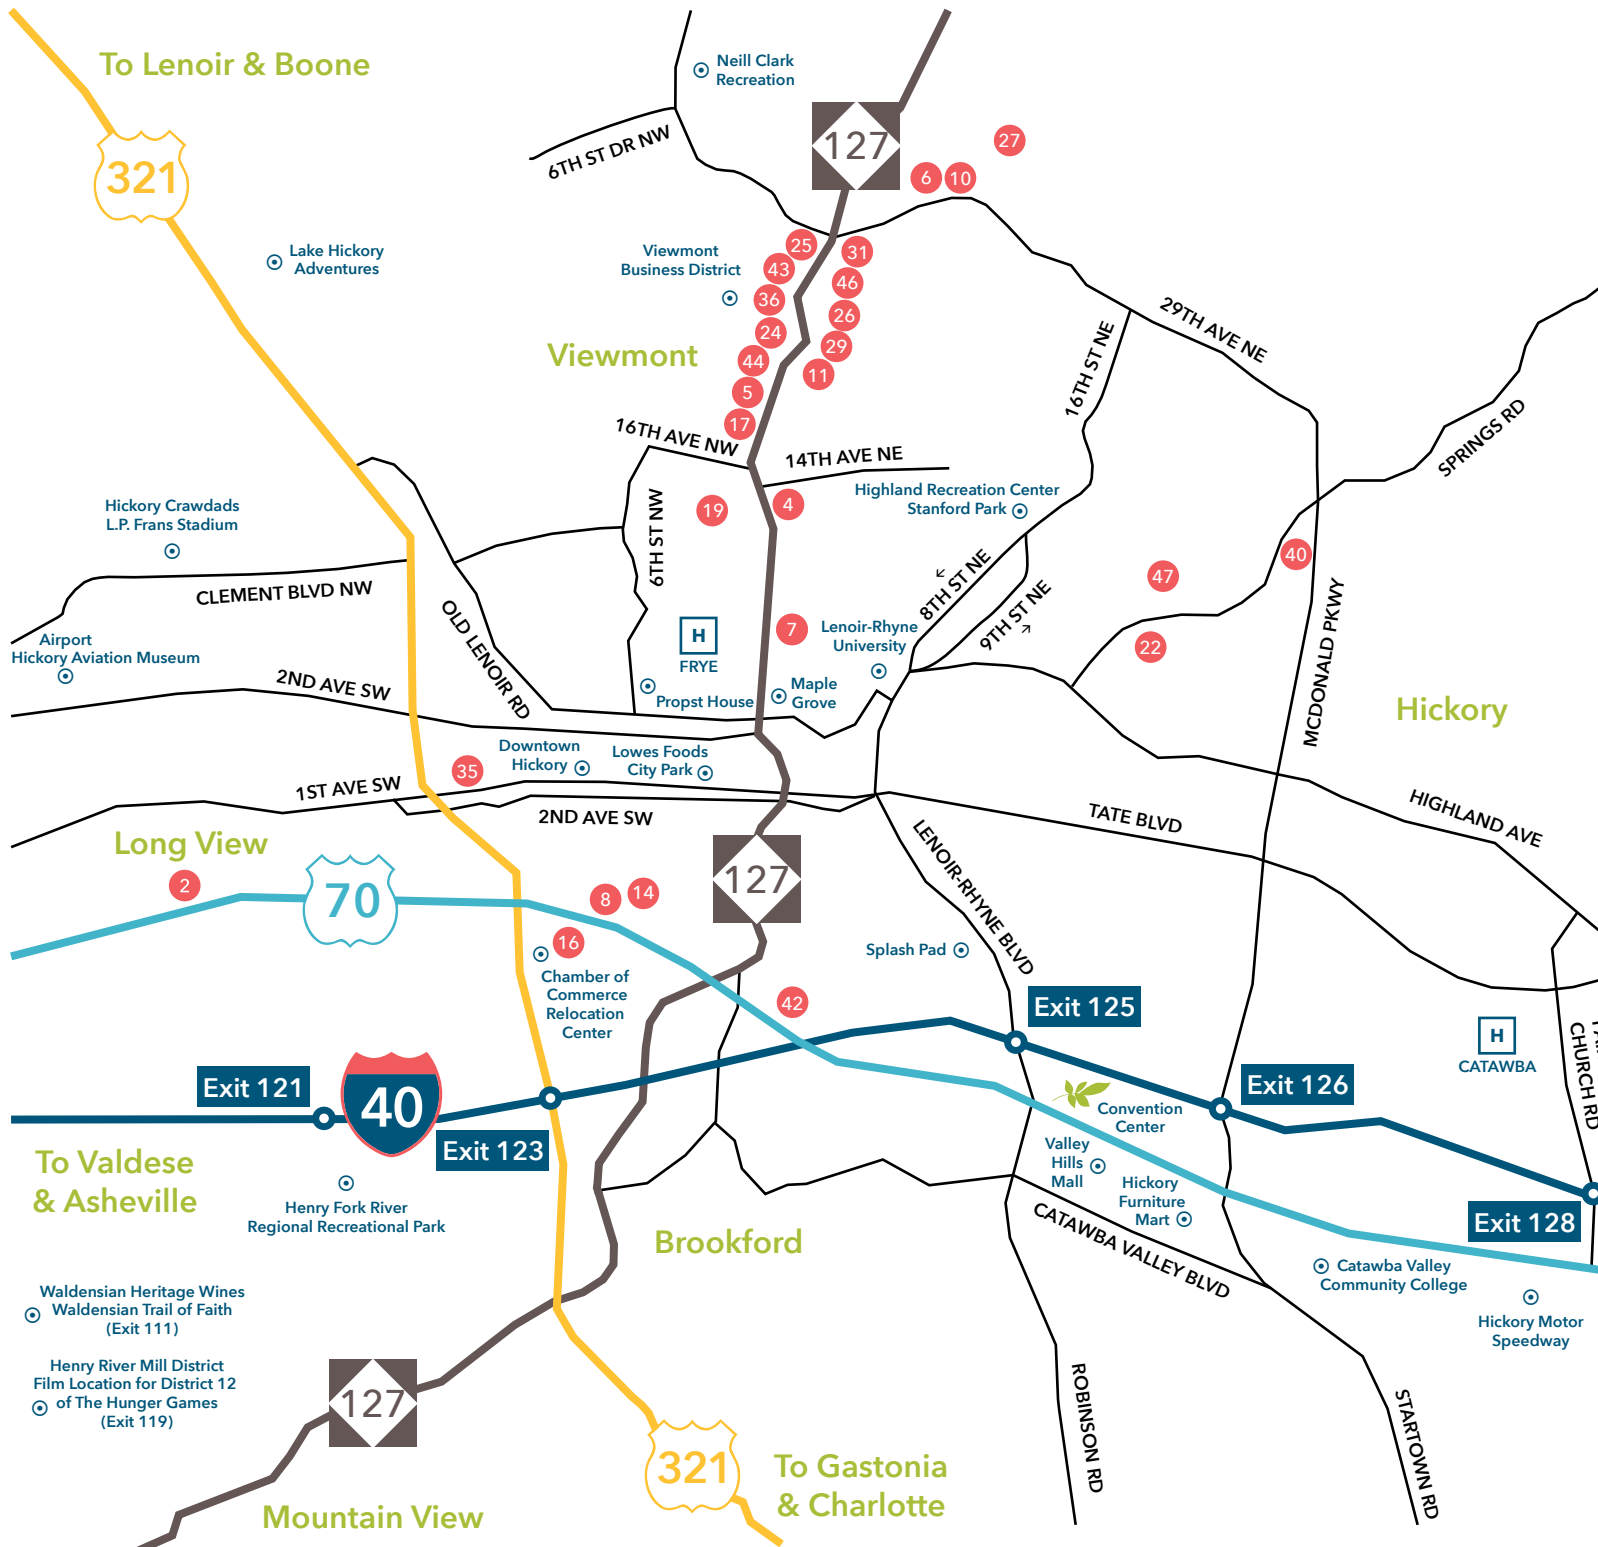 To Lenoir & Boone
321
Neill Clark
Recreation
6TH ST DR NW
127
27
6
10
Lake Hickory
Adventures
Viewmont
Business District
25
43
36
24
44
5
17
31
46
26
29
11
Viewmont
29TH AVE NE
16TH ST NE
SPRINGS RD
16TH AVE NW
14TH AVE NE
Hickory Crawdads
L.P. Frans Stadium
6TH ST NW
19
4
Highland Recreation Center
Stanford Park
40
47
22
CLEMENT BLVD NW
OLD LENOIR RD
8TH ST NE
9TH ST NE
MCDONALD PKWY
Airport
Hickory Aviation Museum
H
FRYE
7
Lenoir-Rhyne
University
2ND AVE SW
Propst House
Maple
Grove
Hickory
35
Downtown
Hickory
Lowes Foods
City Park
1ST AVE SW
2ND AVE SW
TATE BLVD
HIGHLAND AVE
Long View
2
70
8
14
16
127
LENOIR-RHYNE BLVD
Splash Pad
Chamber of
Commerce
Relocation
Center
42
Exit 125
H
CATAWBA
CHURCH RD
Exit 121
40
Exit 123
Exit 126
Convention
Center
To Valdese
& Asheville
Valley
Hills
Mall
Hickory
Furniture
Mart
Henry Fork River
Regional Recreational Park
Exit 128
Brookford
CATAWBA VALLEY BLVD
Catawba Valley
Community College
Waldensian Heritage Wines
Waldensian Trail of Faith
(Exit 111)
Hickory Motor
Speedway
Henry River Mill District
Film Location for District 12
of The Hunger Games
(Exit 119)
127
ROBINSON RD
STARTOWN RD
321
To Gastonia
& Charlotte
Mountain View